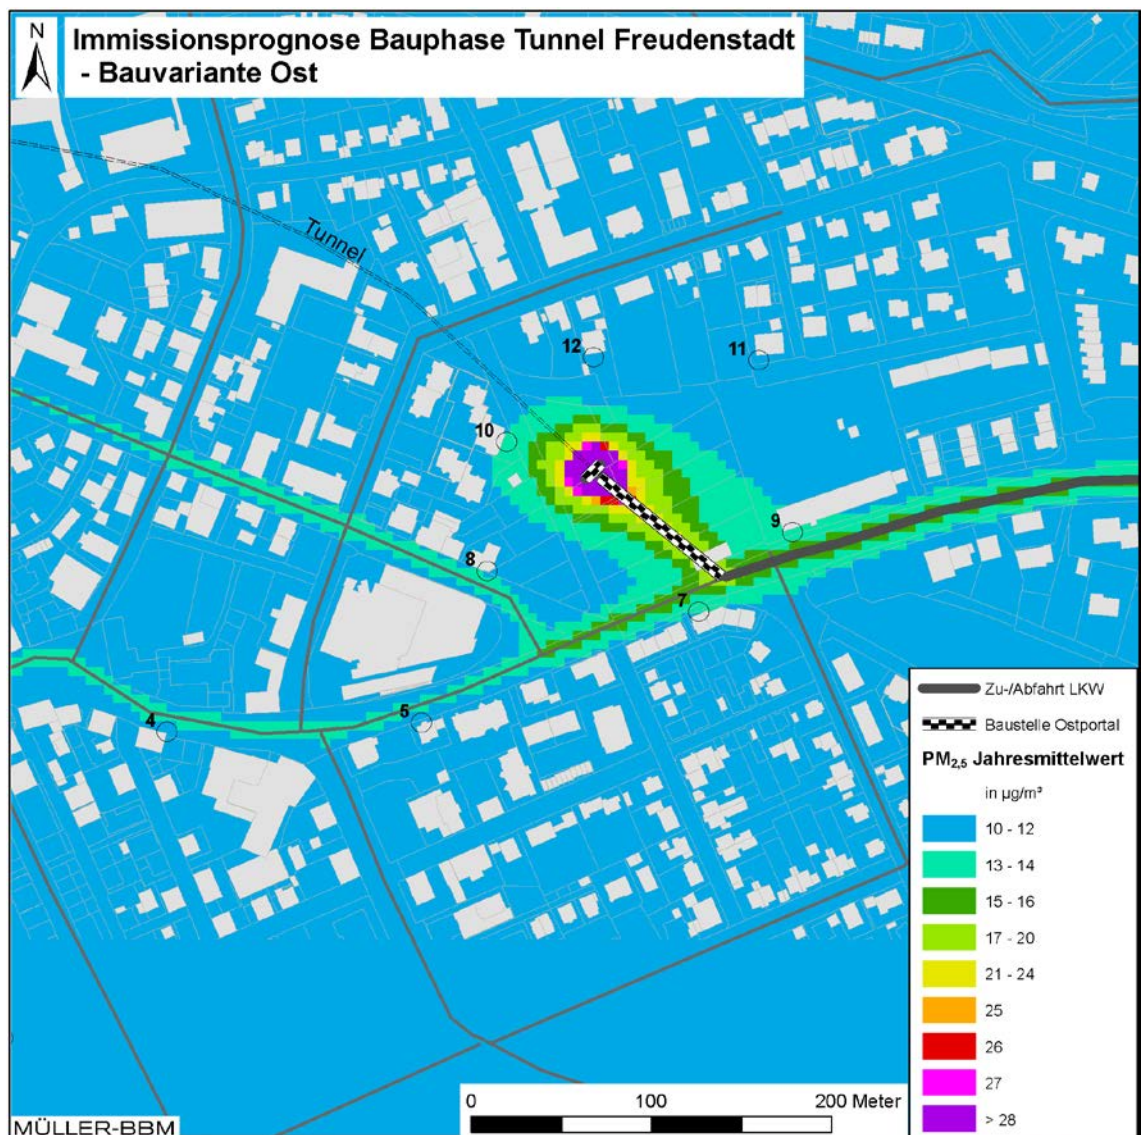 N
Immissionsprognose Bauphase Tunnel Freudenstadt
- Bauvariante Ost
Tunnel
12
11
10
9
8
7
5
4
Zu-/Abfahrt LKW
Baustelle Ostportal
PM2,5 Jahresmittelwert
in µg/m³
10 - 12
13 - 14
15 - 16
17 - 20
21 - 24
25
26
27
> 28
0 100 200 Meter
MÜLLER-BBM